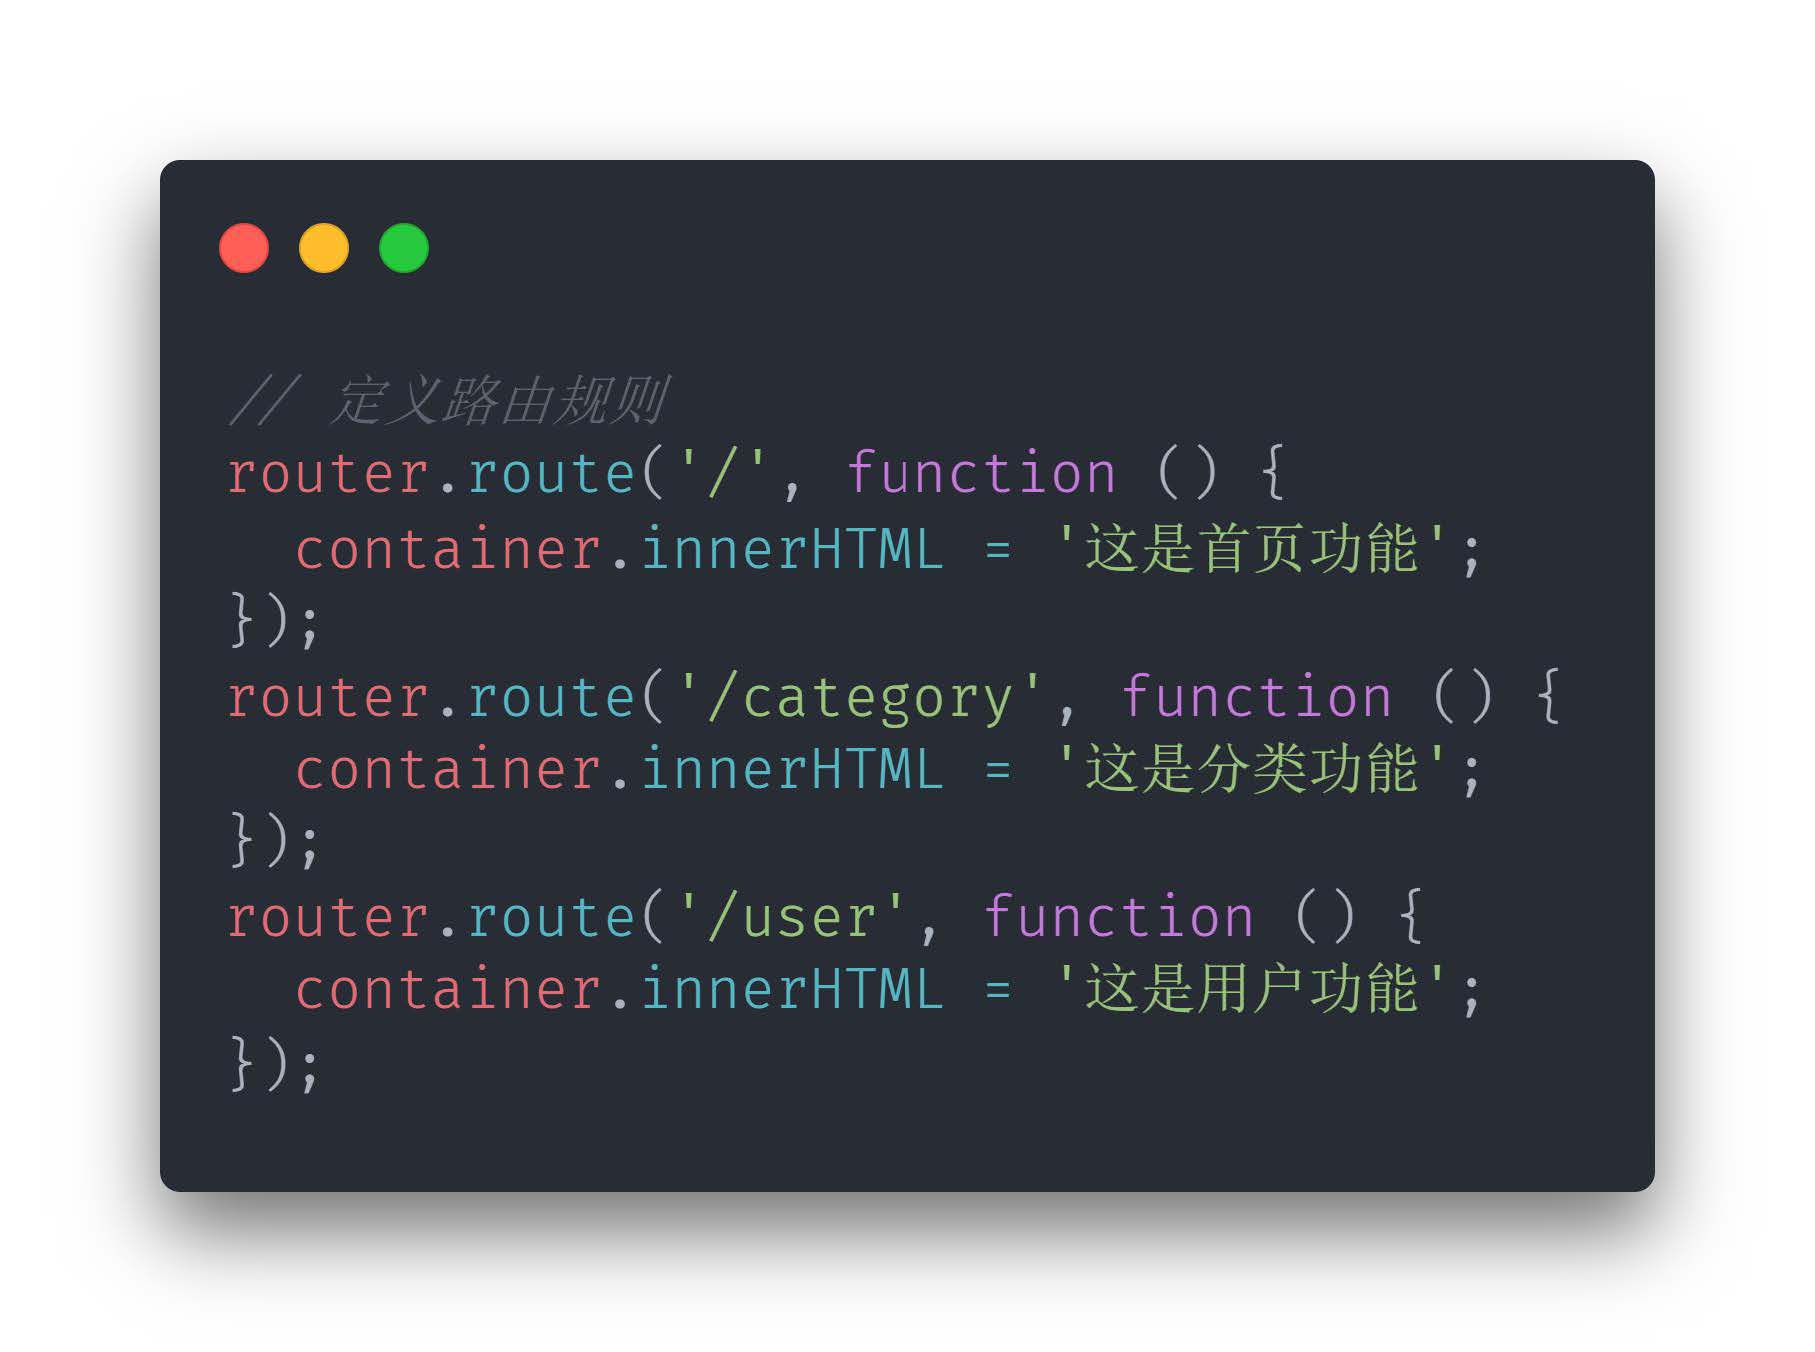 // 定义路由规则
router.route('/', function () {
  container.innerHTML = '这是首页功能';
});
router.route('/category', function () {
  container.innerHTML = '这是分类功能';
});
router.route('/user', function () {
  container.innerHTML = '这是用户功能';
});